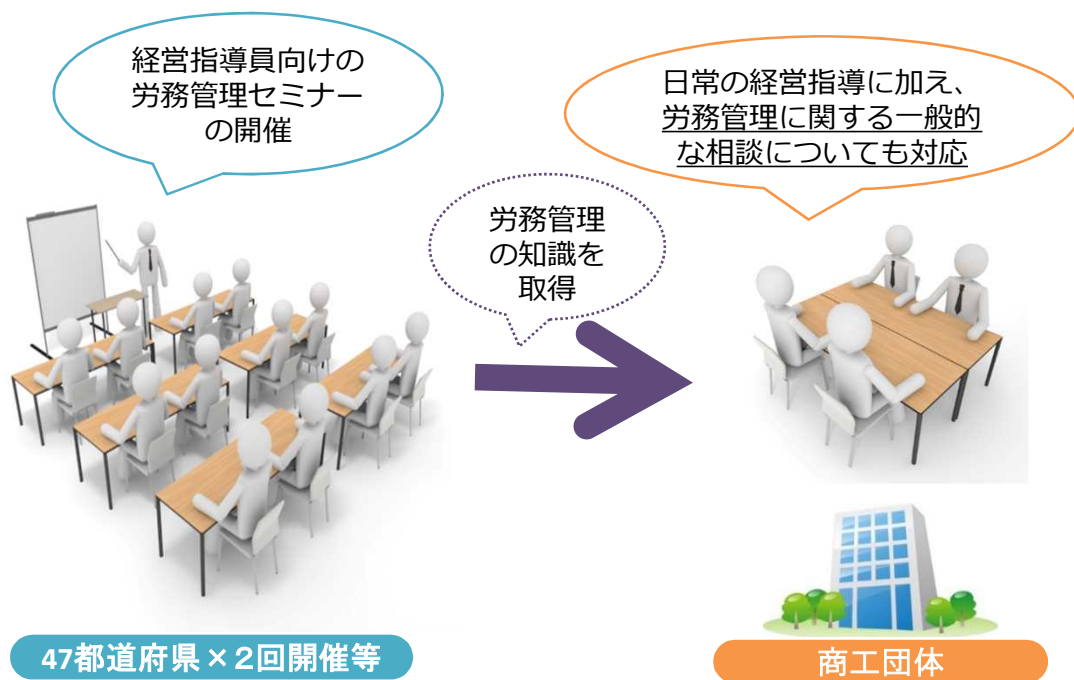 経営指導員向けの
労務管理セミナー
の開催
日常の経営指導に加え、
労務管理に関する一般的
な相談についても対応
労務管理
の知識を
取得
47都道府県×2回開催等
商工団体